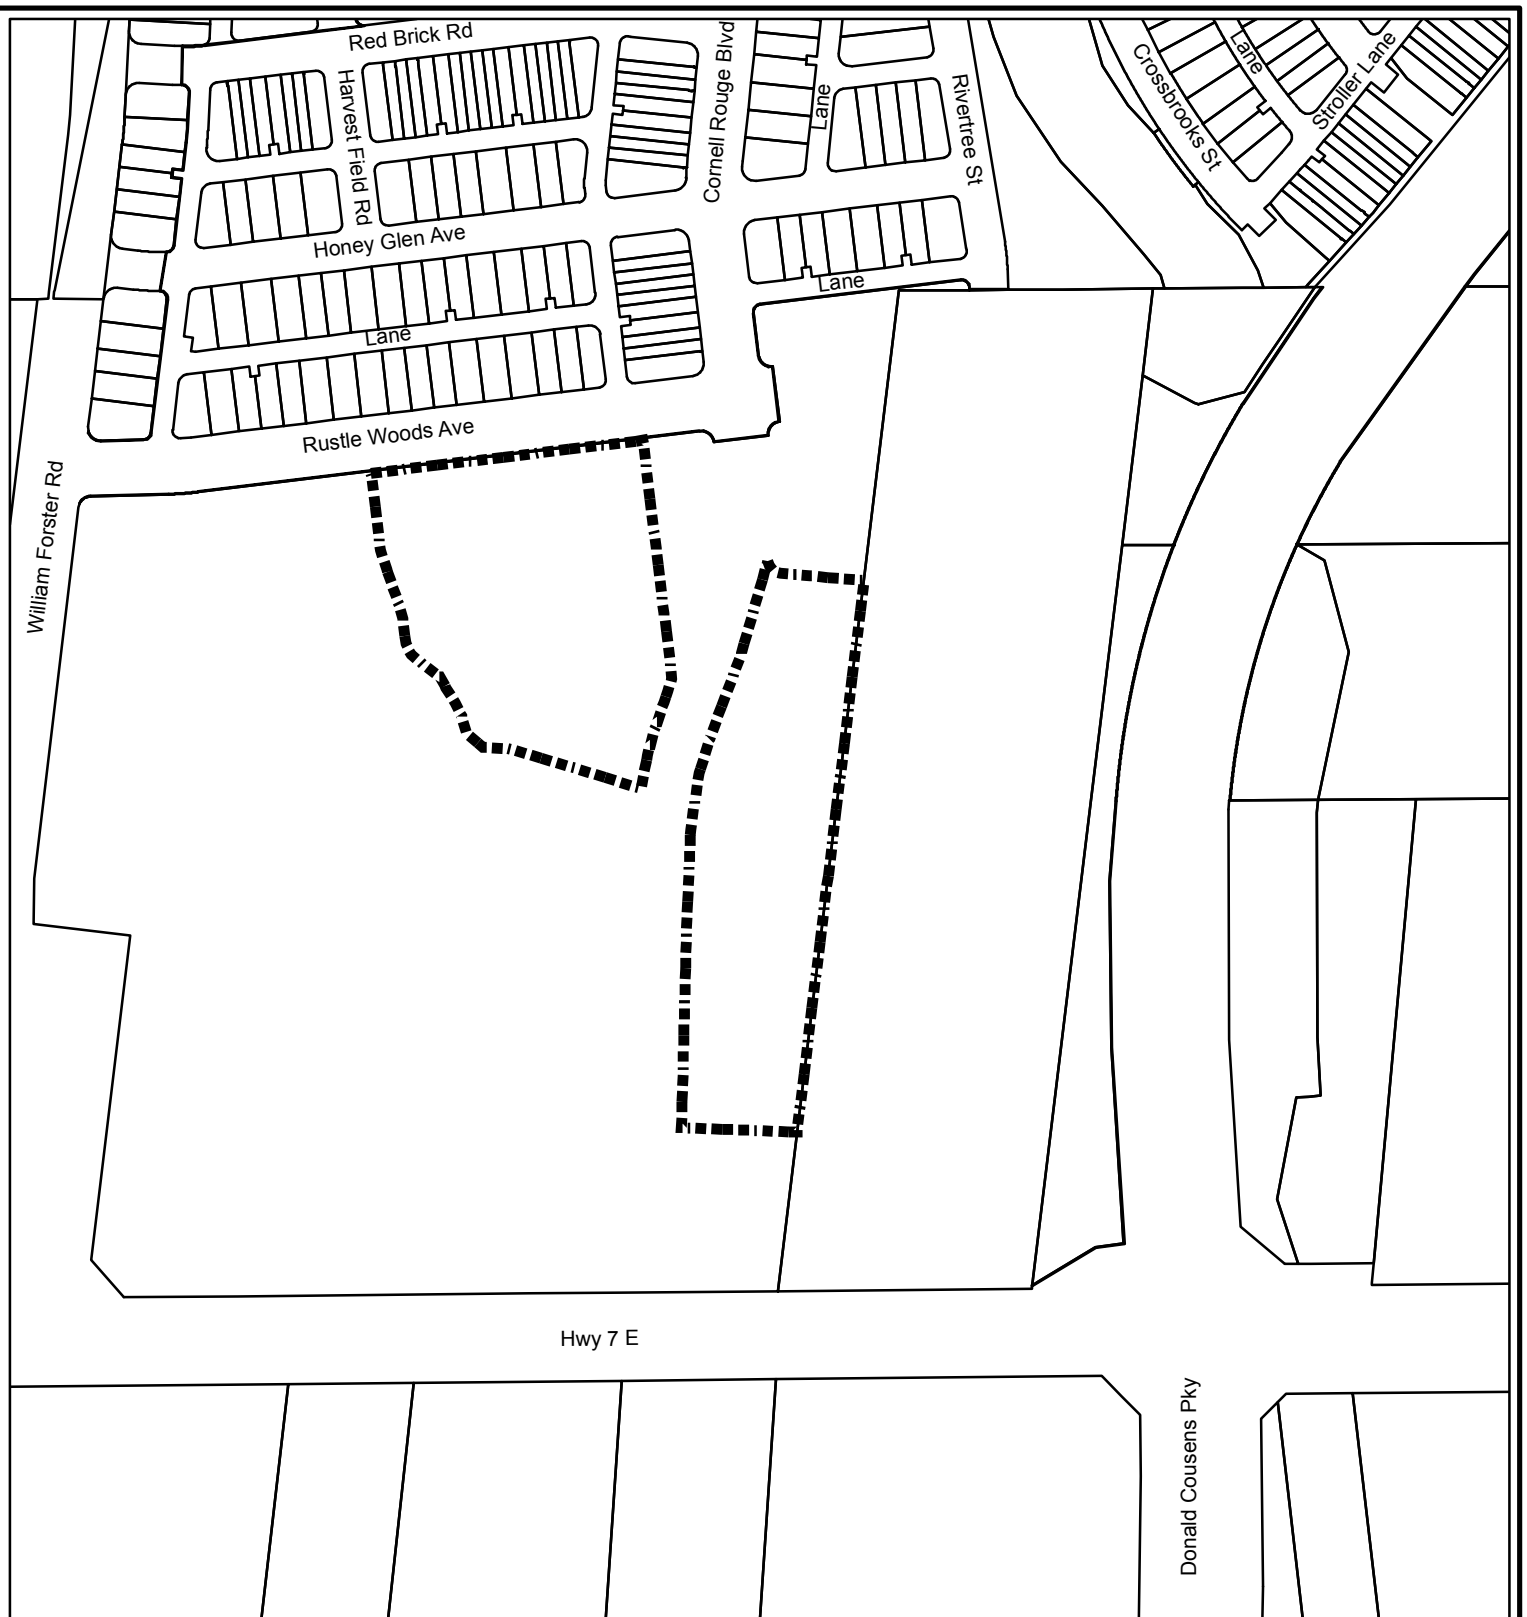 Red Brick Rd
Harvest Field Rd
Cornell Rouge Blvd
Lane
Rivertree St
Crossbrooks St
Lane
Stroller Lane
Honey Glen Ave
Lane
Lane
Rustle Woods Ave
William Forster Rd
Hwy 7 E
Donald Cousens Pky